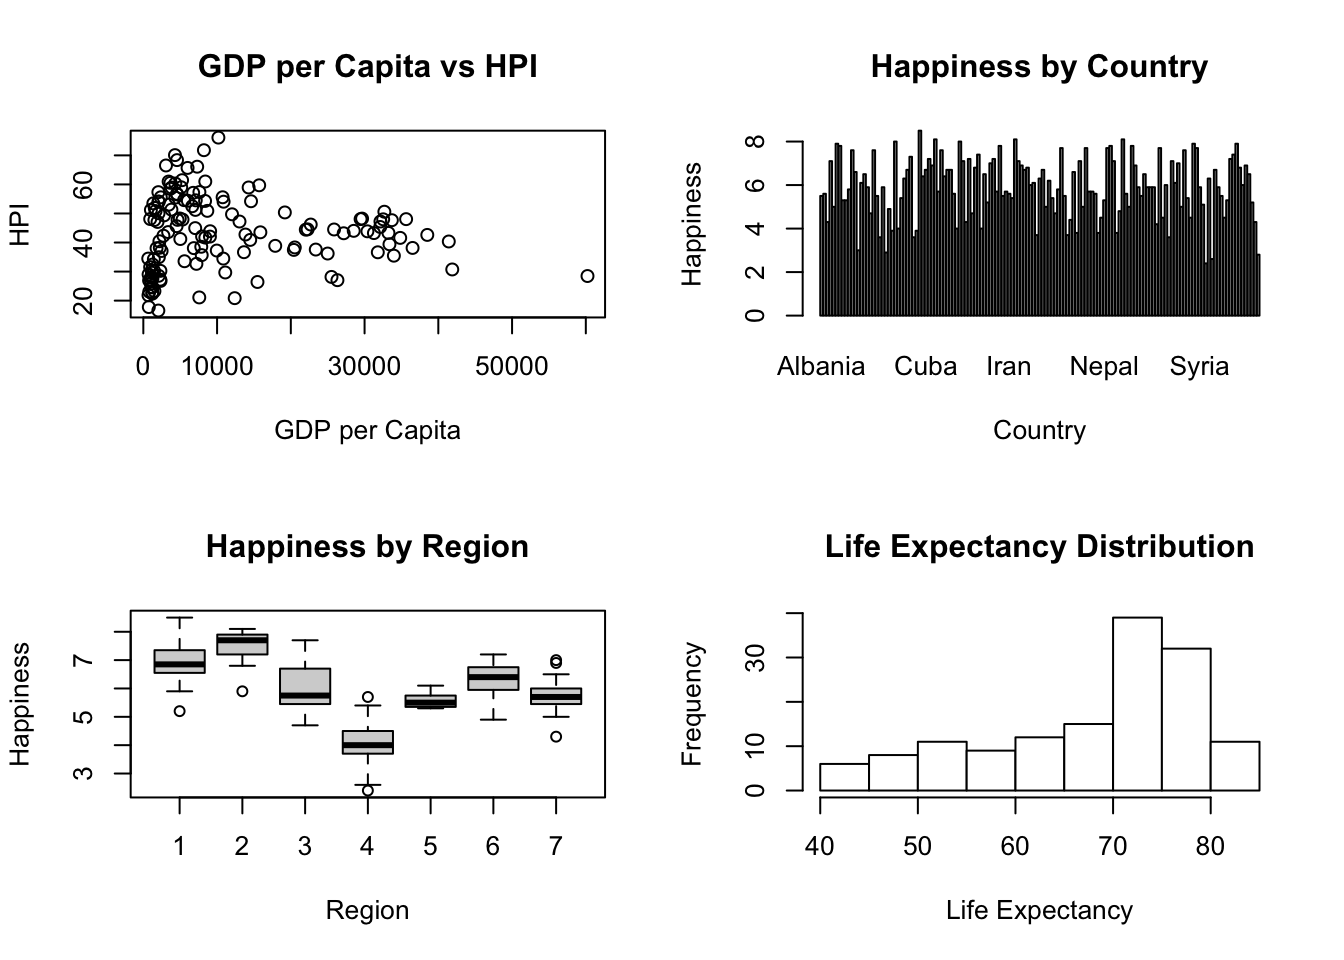 GDP per Capita vs HPI
HPI
20 40 60
0 10000 30000 50000
GDP per Capita
Happiness by Country
Happiness
0 2 4 6 8
Albania Cuba Iran Nepal Syria
Country
Happiness by Region
Happiness
3 5 7
1 2 3 4 5 6 7
Region
Life Expectancy Distribution
Frequency
0 10 30
40 50 60 70 80
Life Expectancy